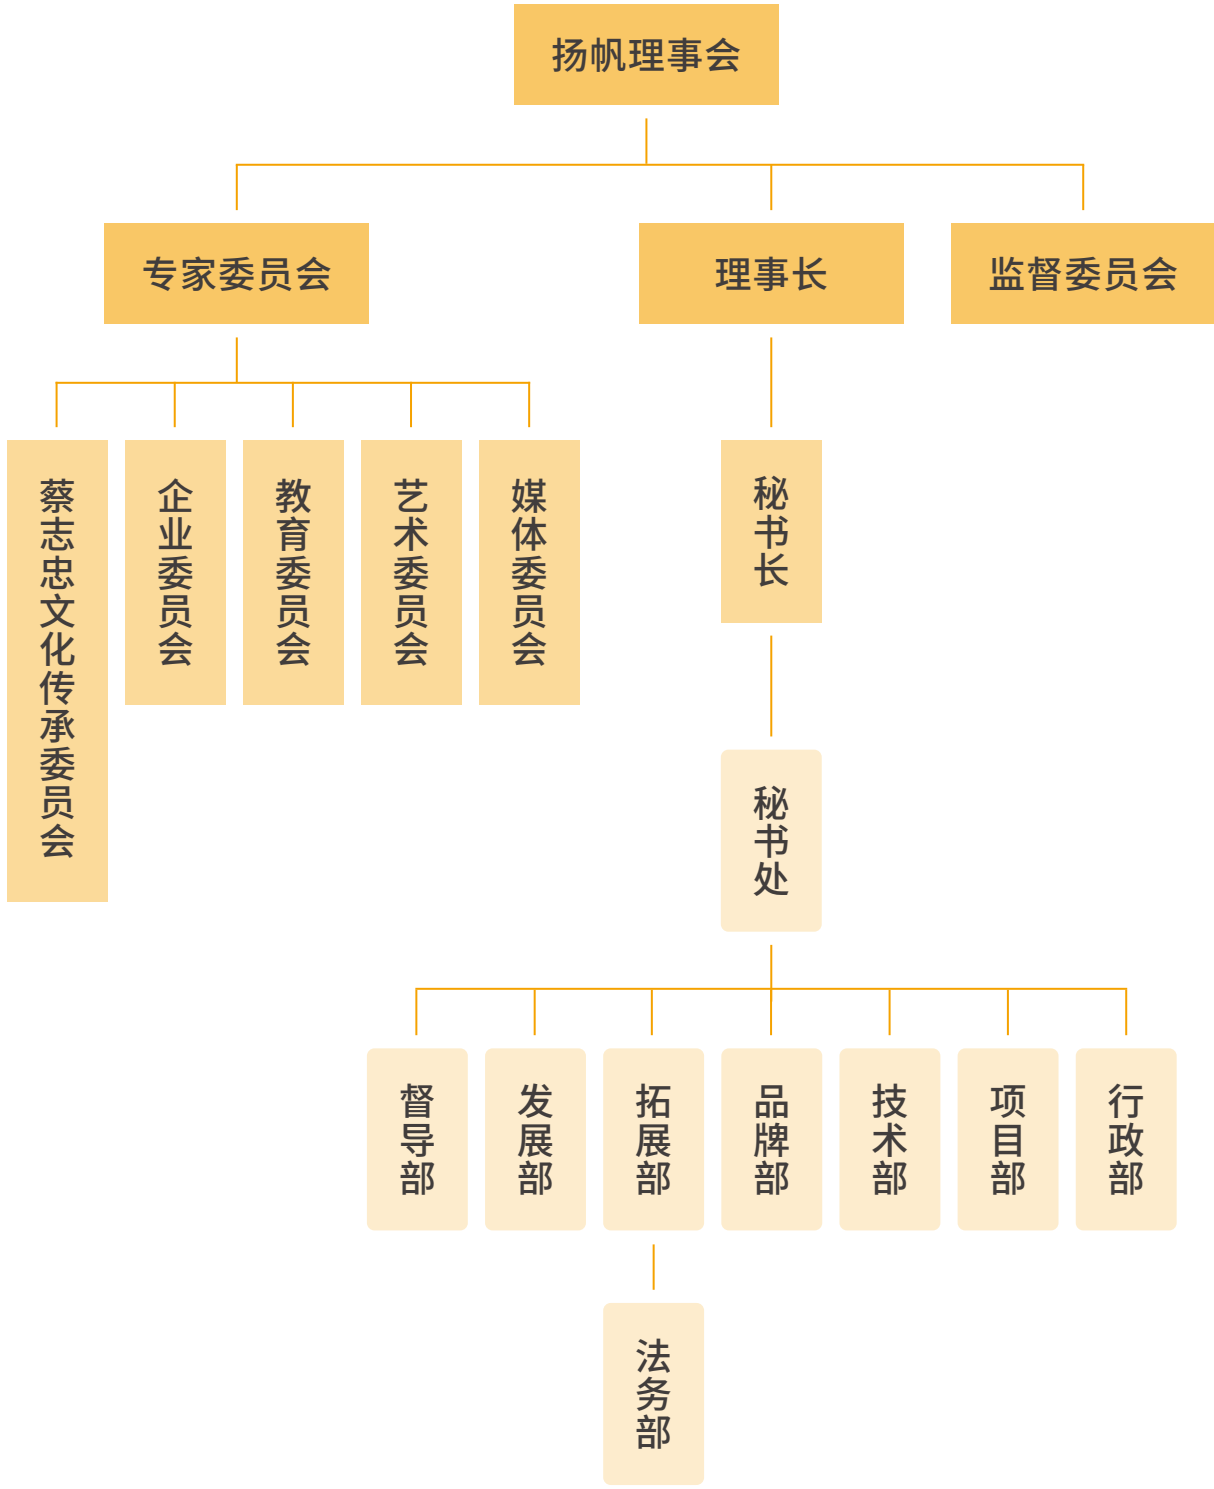 扬帆理事会
专家委员会
理事长
监督委员会
蔡志忠文化传承委员会
企业委员会
教育委员会
艺术委员会
媒体委员会
秘书长
秘书处
督导部
发展部
拓展部
品牌部
技术部
项目部
行政部
法务部